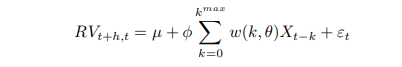 $$RV_{t+h,t} = \mu + \phi \sum_{k=0}^{k^{max}} w(k,\theta) X_{t-k} + \varepsilon_t$$